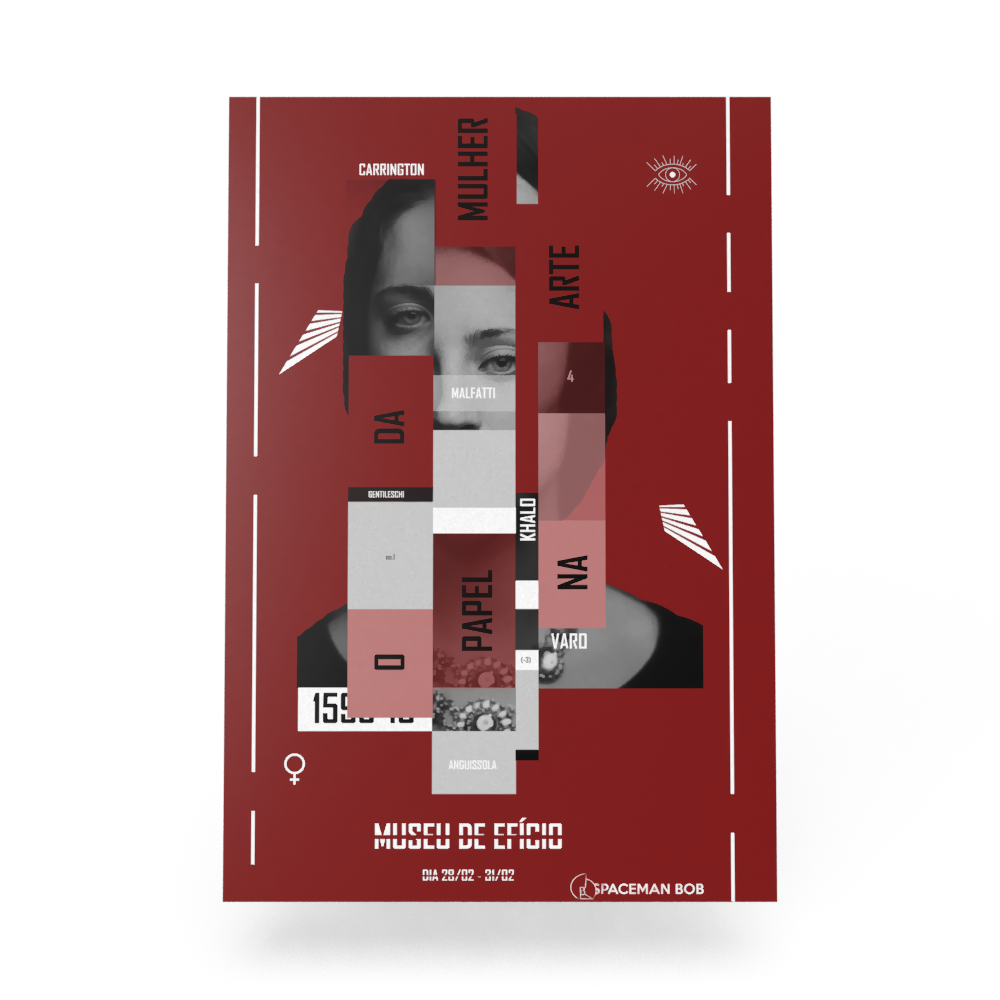 CARRINGTON
MULHER
ARTE
MALFATTI
4
DA
GENTILESCHI
KHALO
NA
PAPEL
O
VARO
(-3)
ANGUISSOLA
MUSEU DE EFÍCIO
DIA 28/02 - 31/02
SPACEMAN BOB